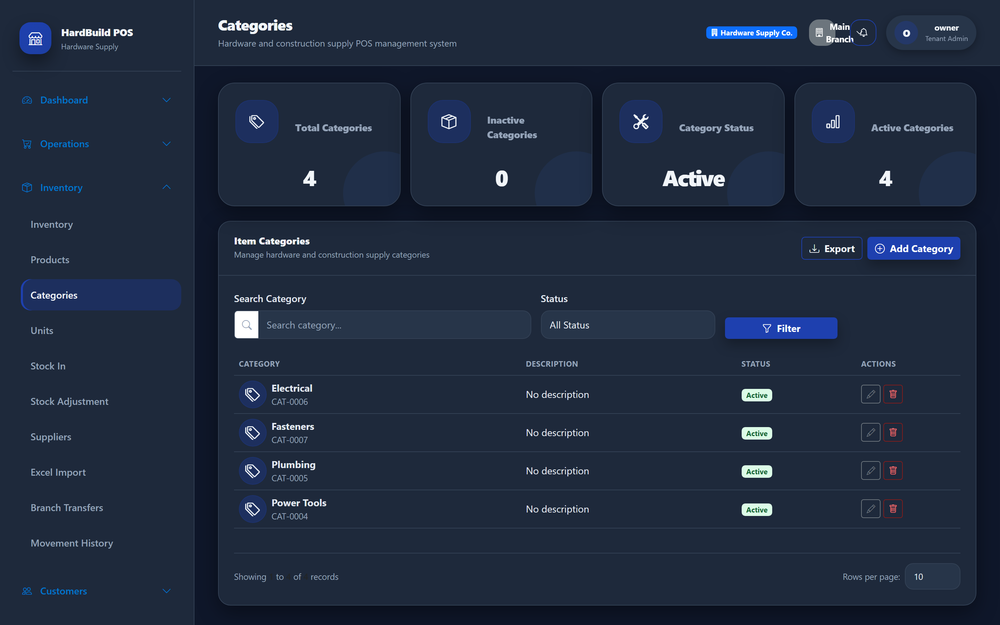 HardBuild POS
Hardware Supply
Dashboard
Operations
Inventory
Inventory
Products
Categories
Units
Stock In
Stock Adjustment
Suppliers
Excel Import
Branch Transfers
Movement History
Customers
Categories
Hardware and construction supply POS management system
Hardware Supply Co.
Main
Branch
O
owner
Tenant Admin
Total Categories
4
Inactive
Categories
0
Category Status
Active
Active Categories
4
Item Categories
Manage hardware and construction supply categories
Export
Add Category
Search Category
Search category...
Status
All Status
Filter
CATEGORY DESCRIPTION STATUS ACTIONS
Electrical
CAT-0006
No description
Active
Fasteners
CAT-0007
No description
Active
Plumbing
CAT-0005
No description
Active
Power Tools
CAT-0004
No description
Active
Showing to of records
Rows per page: 10